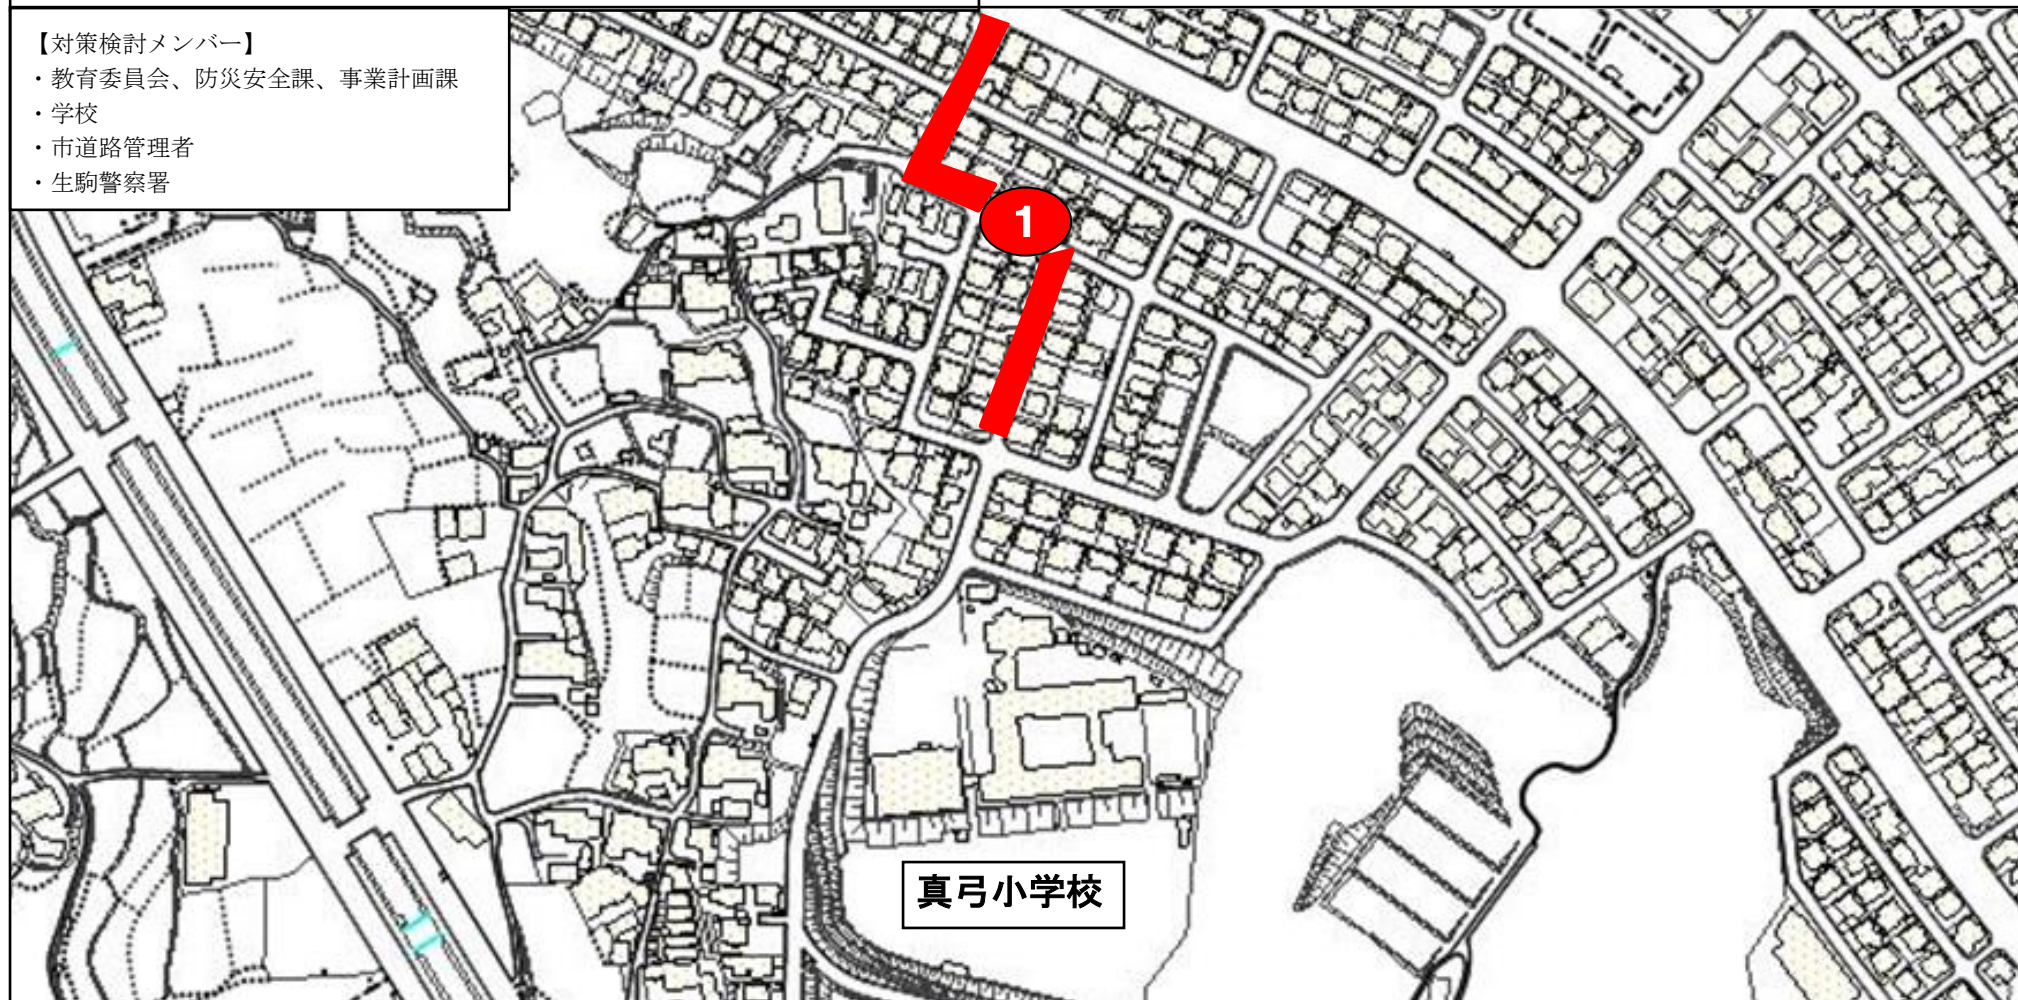 【対策検討メンバー】
・教育委員会、防災安全課、事業計画課
・学校
・市道路管理者
・生駒警察署
1
真弓小学校